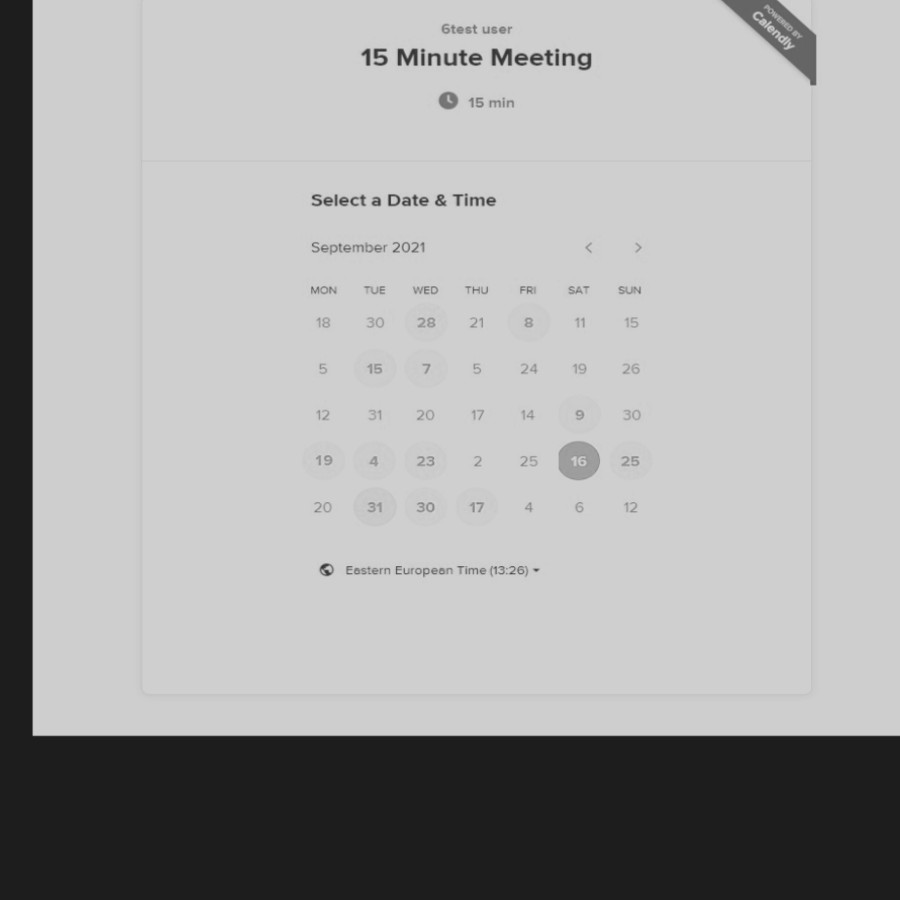 POWERED BY
Calendly
6test user
15 Minute Meeting
15 min
Select a Date & Time
September 2021
MON TUE WED THU FRI SAT SUN
18 30 28 21 8 11 15
5 15 7 5 24 19 26
12 31 20 17 14 9 30
19 4 23 2 25 16 25
20 31 30 17 4 6 12
Eastern European Time (13:26)